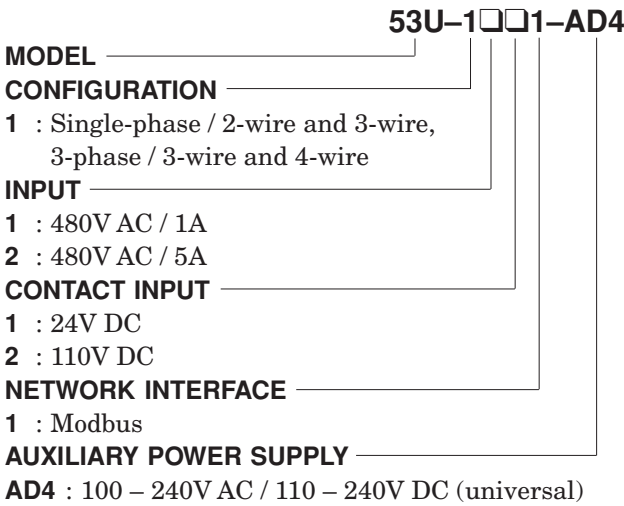 53U–1❏❏1–AD4
MODEL
CONFIGURATION
1 : Single-phase / 2-wire and 3-wire,
3-phase / 3-wire and 4-wire
INPUT
1 : 480V AC / 1A
2 : 480V AC / 5A
CONTACT INPUT
1 : 24V DC
2 : 110V DC
NETWORK INTERFACE
1 : Modbus
AUXILIARY POWER SUPPLY
AD4 : 100 – 240V AC / 110 – 240V DC (universal)